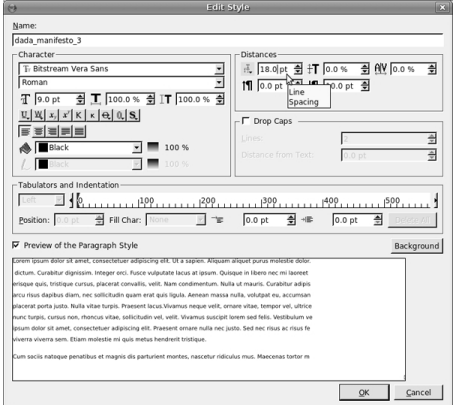 Edit Style
Name:
dada_manifesto_3
Character
Distances
Bitstream Vera Sans
Roman
18.0 pt
0.0 %
0.0 %
0.0 pt
0.0 pt
Line
Spacing
9.0 pt
100.0 %
100.0 %
Drop Caps
Lines:
2
Distance from Text:
0.0 pt
Black
100 %
Black
100 %
Tabulators and Indentation
Left
0
100
200
300
400
500
Position:
0.0 pt
Fill Char:
None
0.0 pt
0.0 pt
Delete All
Preview of the Paragraph Style
Background
Lorem ipsum dolor sit amet, consectetuer adipiscing elit. Ut a sapien. Aliquam aliquet purus molestie dolor.
dictum. Curabitur dignissim. Integer orci. Fusce vulputate lacus at ipsum. Quisque in libero nec mi laoreet
erisque quis, tristique cursus, placerat convallis, velit. Nam condimentum. Nulla ut mauris. Curabitur adipis
arcu risus dapibus diam, nec sollicitudin quam erat quis ligula. Aenean massa nulla, volutpat eu, accumsan
placerat porta justo. Nulla vitae turpis. Praesent lacus.Vivamus neque velit, ornare vitae, tempor vel, ultrice
nunc turpis, cursus non, rhoncus vitae, sollicitudin vel, velit. Vivamus suscipit lorem sed felis. Vestibulum ve
ipsum dolor sit amet, consectetuer adipiscing elit. Praesent ornare nulla nec justo. Sed nec risus ac risus fe
viverra viverra sem. Etiam molestie mi quis metus hendrerit tristique.
Cum sociis natoque penatibus et magnis dis parturient montes, nascetur ridiculus mus. Maecenas tortor m
OK
Cancel